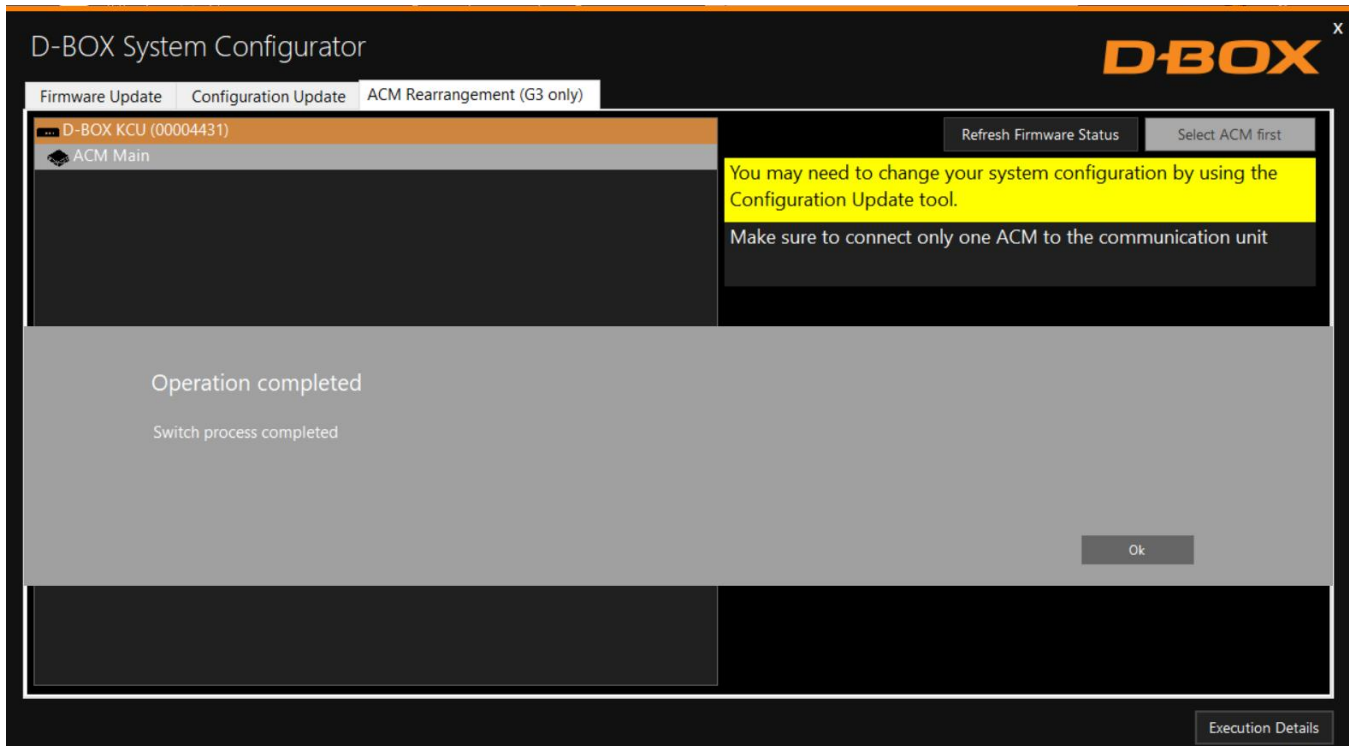 D-BOX System Configurator
D-BOX
x
Firmware Update
Configuration Update
ACM Rearrangement (G3 only)
D-BOX KCU (00004431)
ACM Main
Refresh Firmware Status
Select ACM first
You may need to change your system configuration by using the
Configuration Update tool.
Make sure to connect only one ACM to the communication unit
Operation completed
Switch process completed
Ok
Execution Details